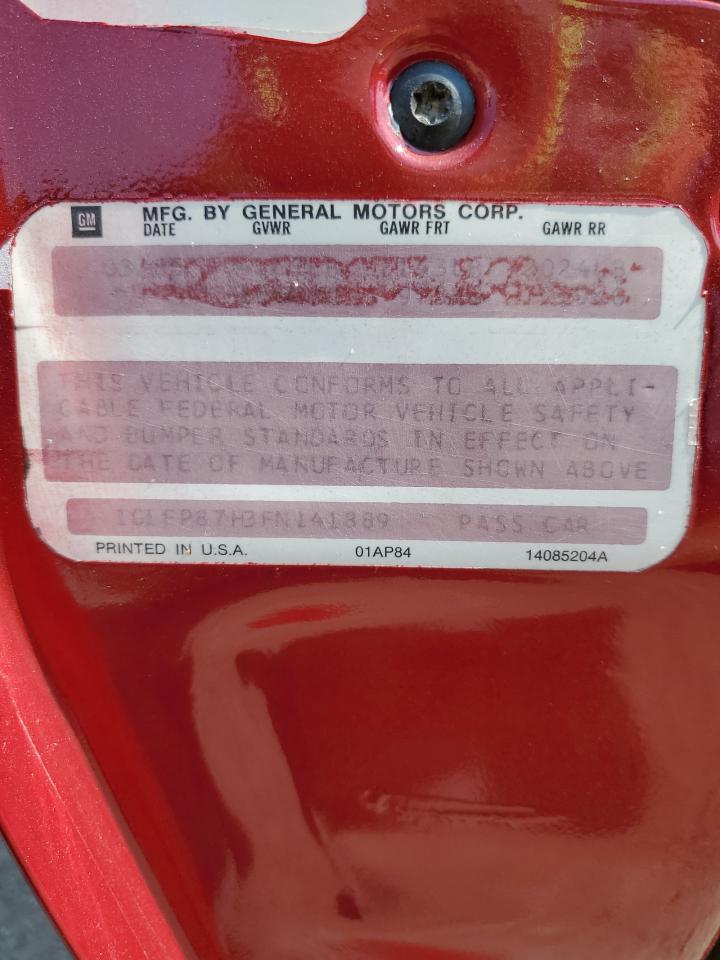 GM MFG. BY GENERAL MOTORS CORP.
DATE GVWR GAWR FRT GAWR RR
THIS VEHICLE CONFORMS TO ALL APPLI-
CABLE FEDERAL MOTOR VEHICLE SAFETY
AND BUMPER STANDARDS IN EFFECT ON
THE DATE OF MANUFACTURE SHOWN ABOVE
1G1FP87H3FN141889 PASS CAR
PRINTED IN U.S.A. 01AP84 14085204A